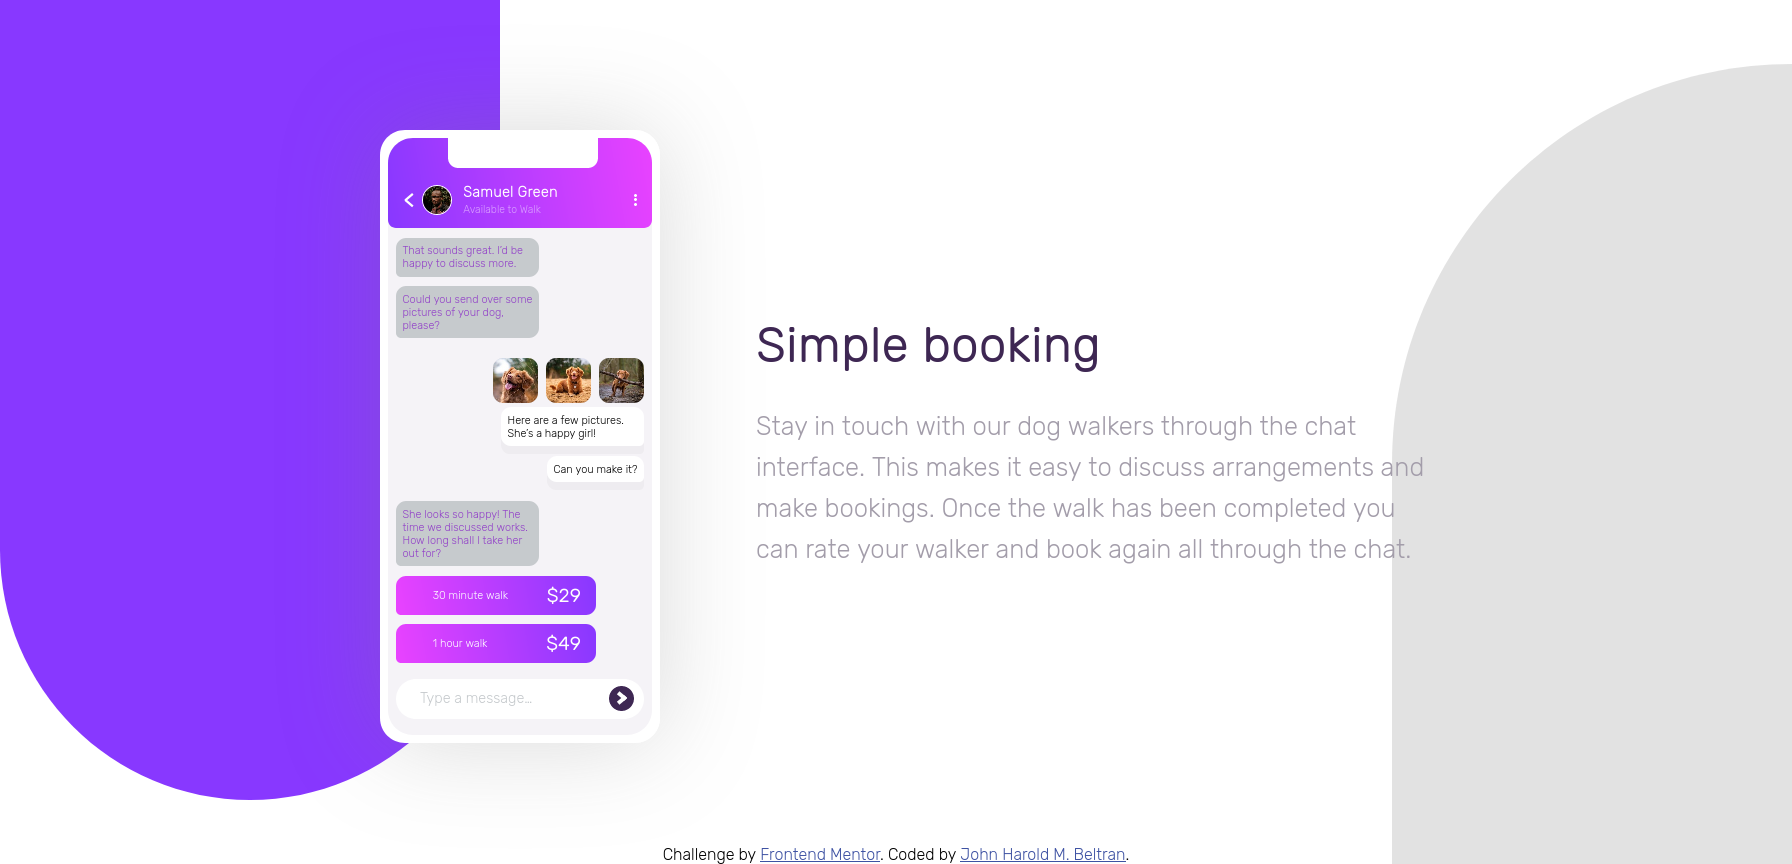 Samuel Green
Available to Walk
That sounds great. I'd be
happy to discuss more.
Could you send over some
pictures of your dog,
please?
Here are a few pictures.
She's a happy girl!
Can you make it?
She looks so happy! The
time we discussed works.
How long shall I take her
out for?
30 minute walk $29
1 hour walk $49
Type a message…
Simple booking
Stay in touch with our dog walkers through the chat
interface. This makes it easy to discuss arrangements and
make bookings. Once the walk has been completed you
can rate your walker and book again all through the chat.
Challenge by Frontend Mentor. Coded by John Harold M. Beltran.